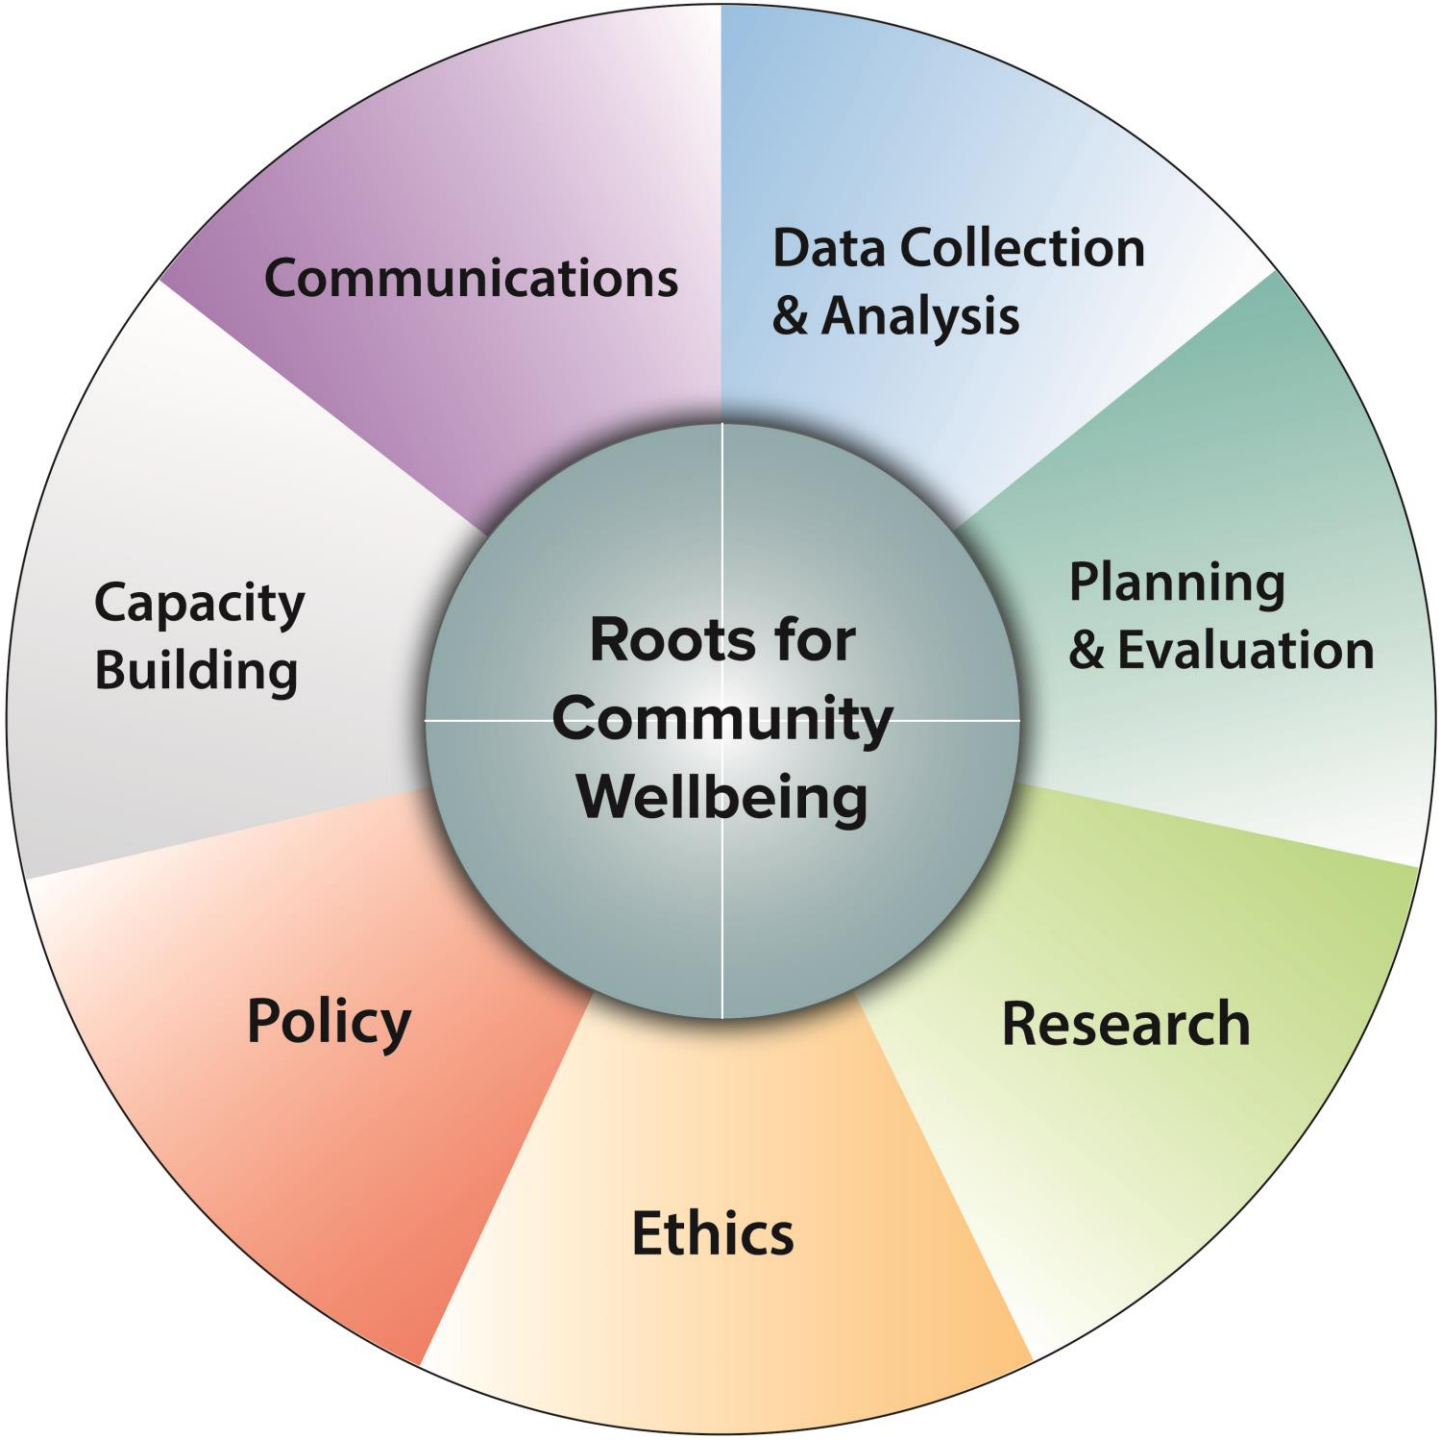 Communications
Data Collection
& Analysis
Planning
& Evaluation
Research
Ethics
Policy
Capacity
Building
Roots for
Community
Wellbeing